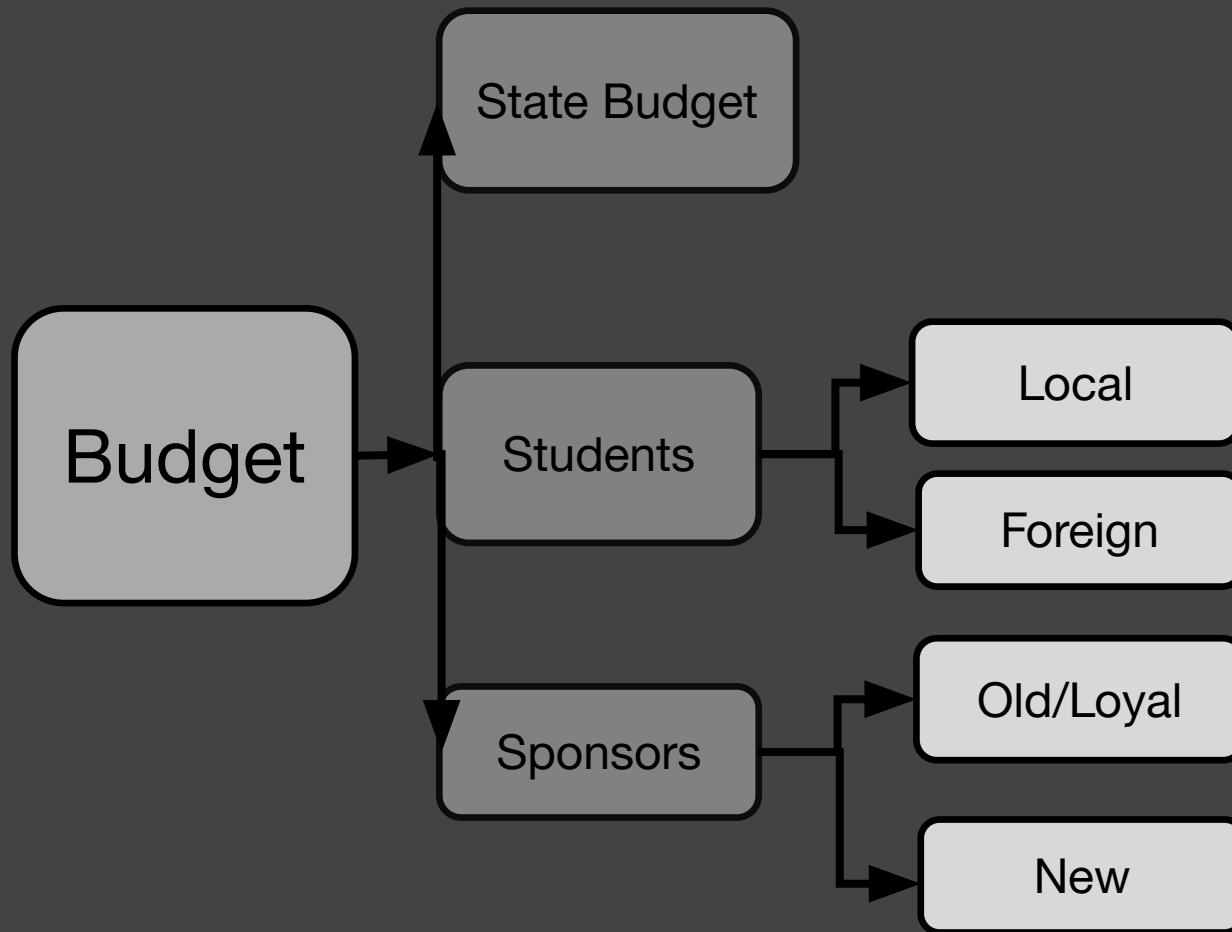 State Budget
Budget
Students
Local
Foreign
Sponsors
Old/Loyal
New